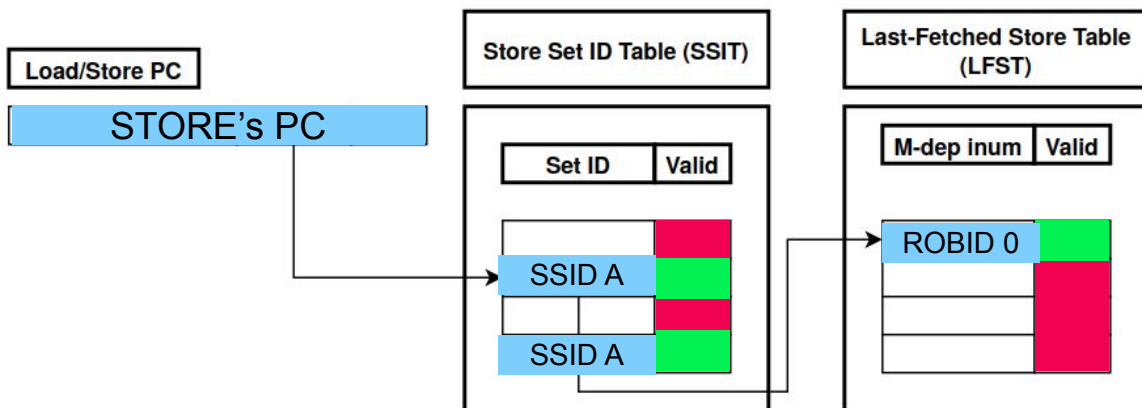 Load/Store PC
STORE's PC
Store Set ID Table (SSIT)
Set ID
Valid
SSID A
SSID A
Last-Fetched Store Table
(LFST)
M-dep inum
Valid
ROBID 0